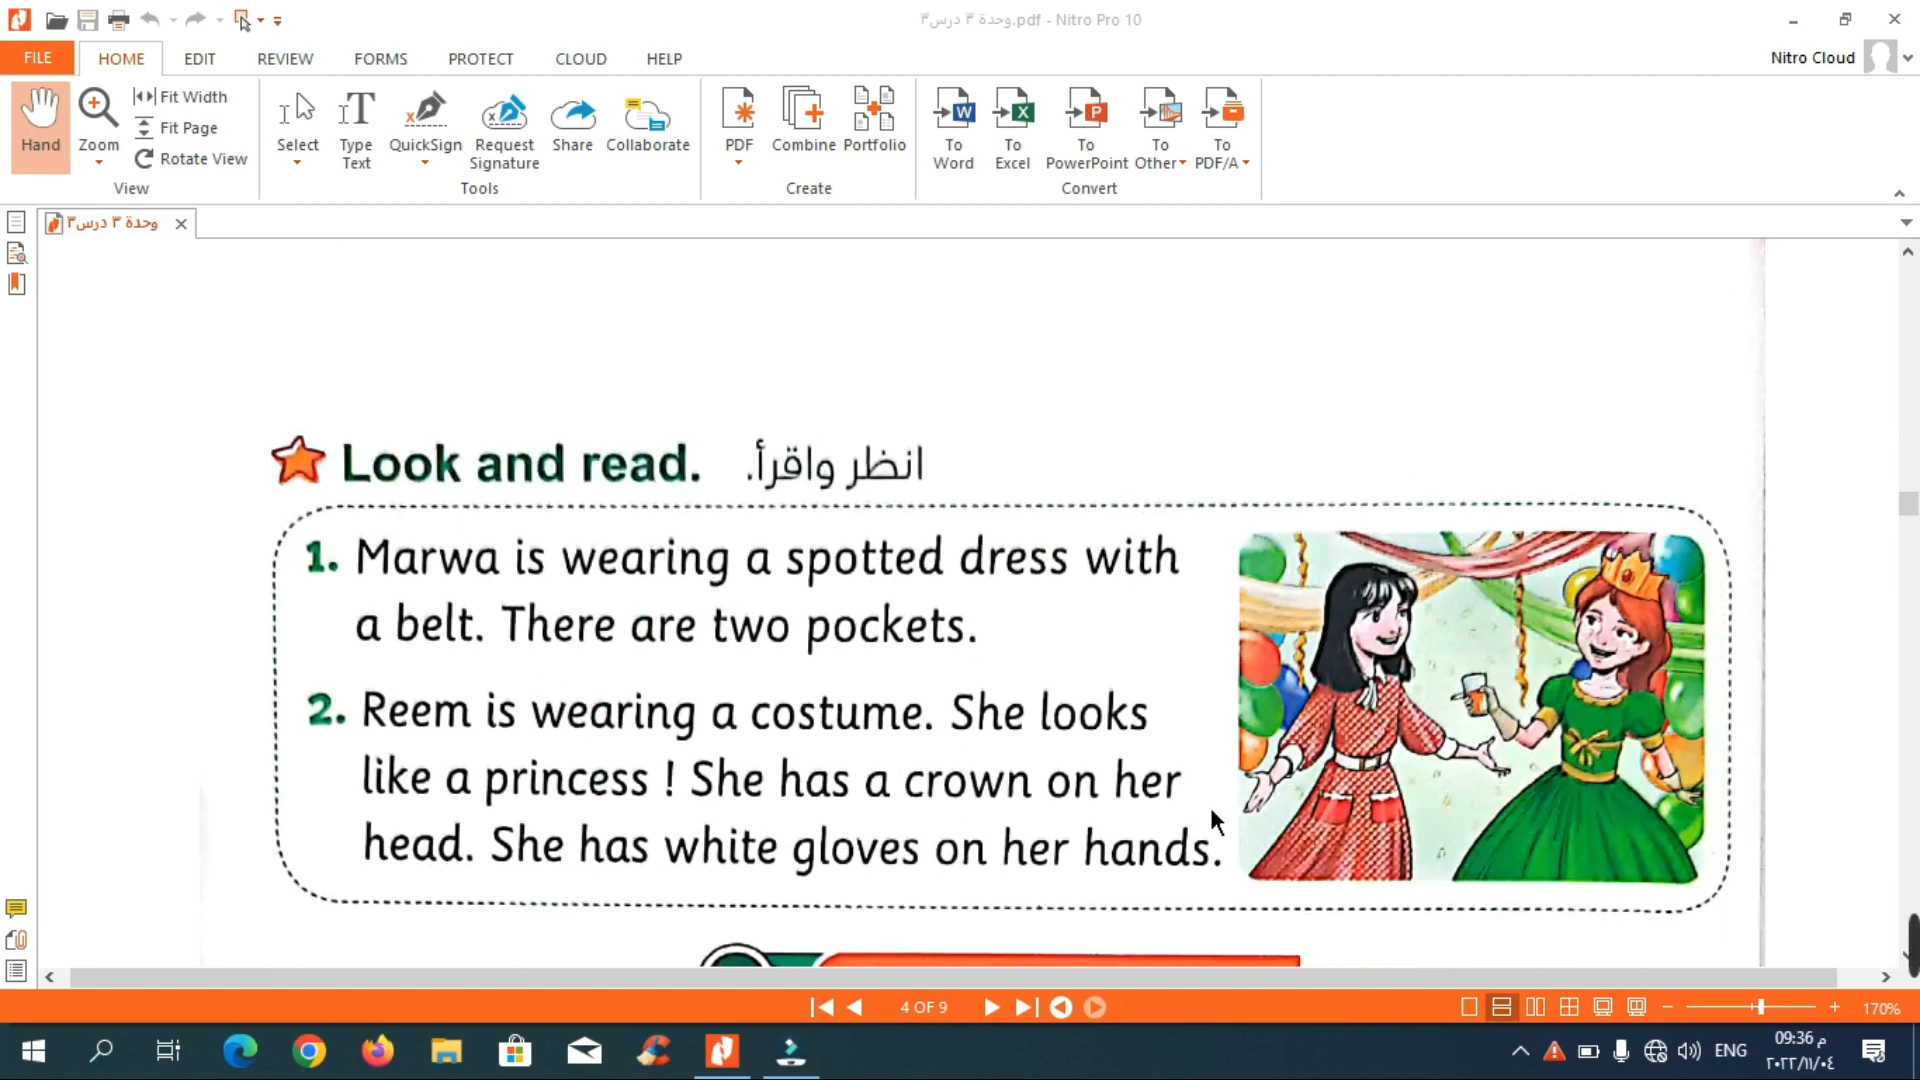 وحدة ٣ درس٣.pdf - Nitro Pro 10
FILE HOME EDIT REVIEW FORMS PROTECT CLOUD HELP
Nitro Cloud
Hand
Zoom
Fit Width
Fit Page
Rotate View
View
Select
Type Text
QuickSign
Request Signature
Share
Collaborate
Tools
PDF
Combine
Portfolio
Create
To Word
To Excel
To PowerPoint
To Other
To PDF/A
Convert
وحدة ٣ درس٣
Look and read. انظر واقرأ.
1. Marwa is wearing a spotted dress with
a belt. There are two pockets.
2. Reem is wearing a costume. She looks
like a princess ! She has a crown on her
head. She has white gloves on her hands.
4 OF 9
170%
ENG
09:36 م
٢٠٢٢/١١/٠٤